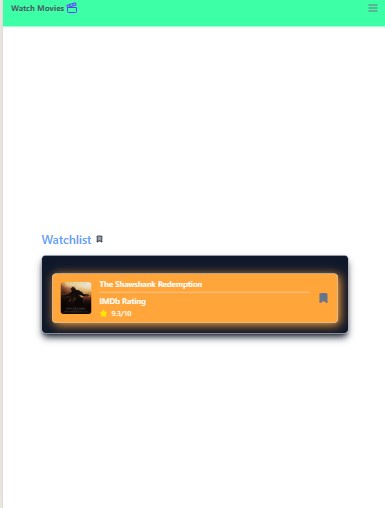 Watch Movies
Watchlist
The Shawshank Redemption
IMDb Rating
9.3/10